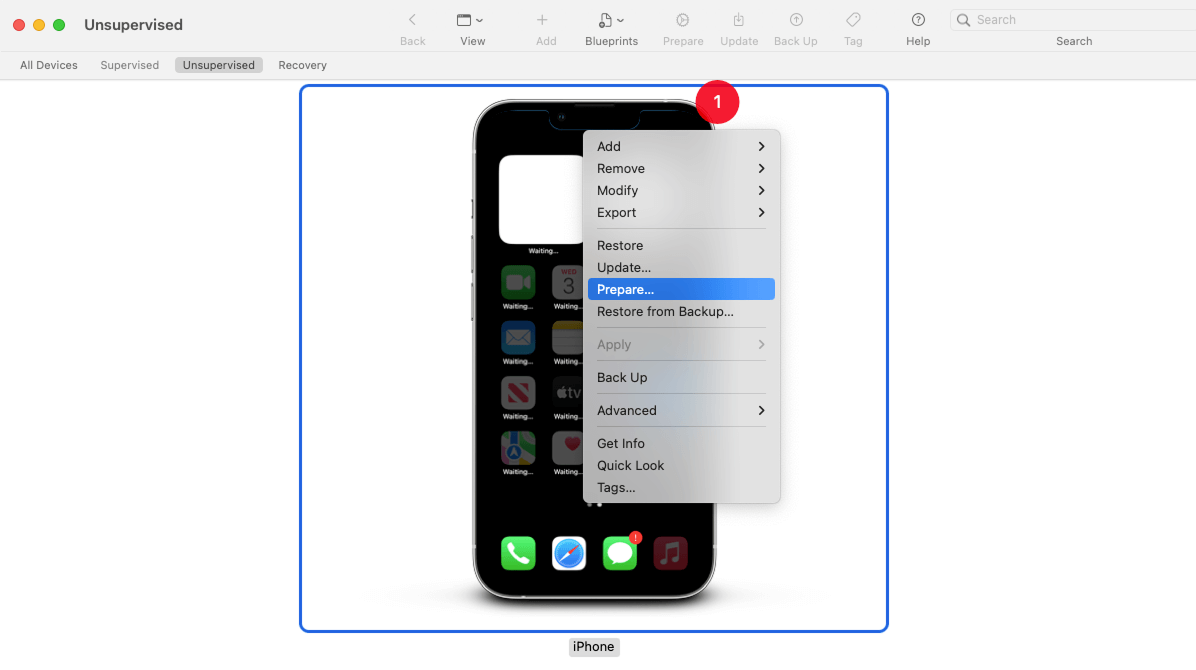 Unsupervised
Back
View
Add
Blueprints
Prepare
Update
Back Up
Tag
Help
Search
Search
All Devices Supervised Unsupervised Recovery
1
Add
Remove
Modify
Export
Restore
Update...
Prepare...
Restore from Backup...
Apply
Back Up
Advanced
Get Info
Quick Look
Tags...
Waiting...
WED
3
Waiting... Waiting...
Waiting... Waiting...
tv
Waiting... Waiting...
Waiting... Waiting...
!
iPhone